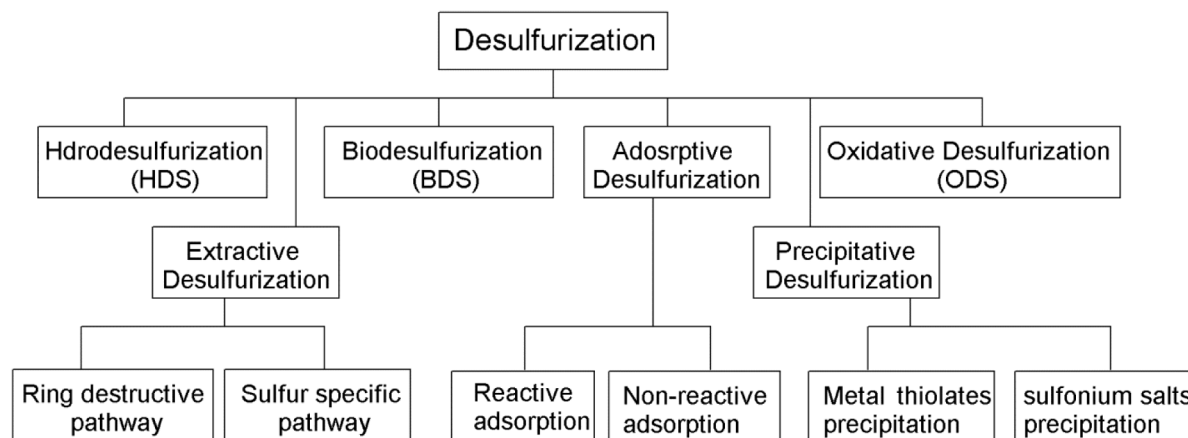 Desulfurization
Hdrodesulfurization
(HDS)
Biodesulfurization
(BDS)
Adosrptive
Desulfurization
Oxidative Desulfurization
(ODS)
Extractive
Desulfurization
Precipitative
Desulfurization
Ring destructive
pathway
Sulfur specific
pathway
Reactive
adsorption
Non-reactive
adsorption
Metal thiolates
precipitation
sulfonium salts
precipitation